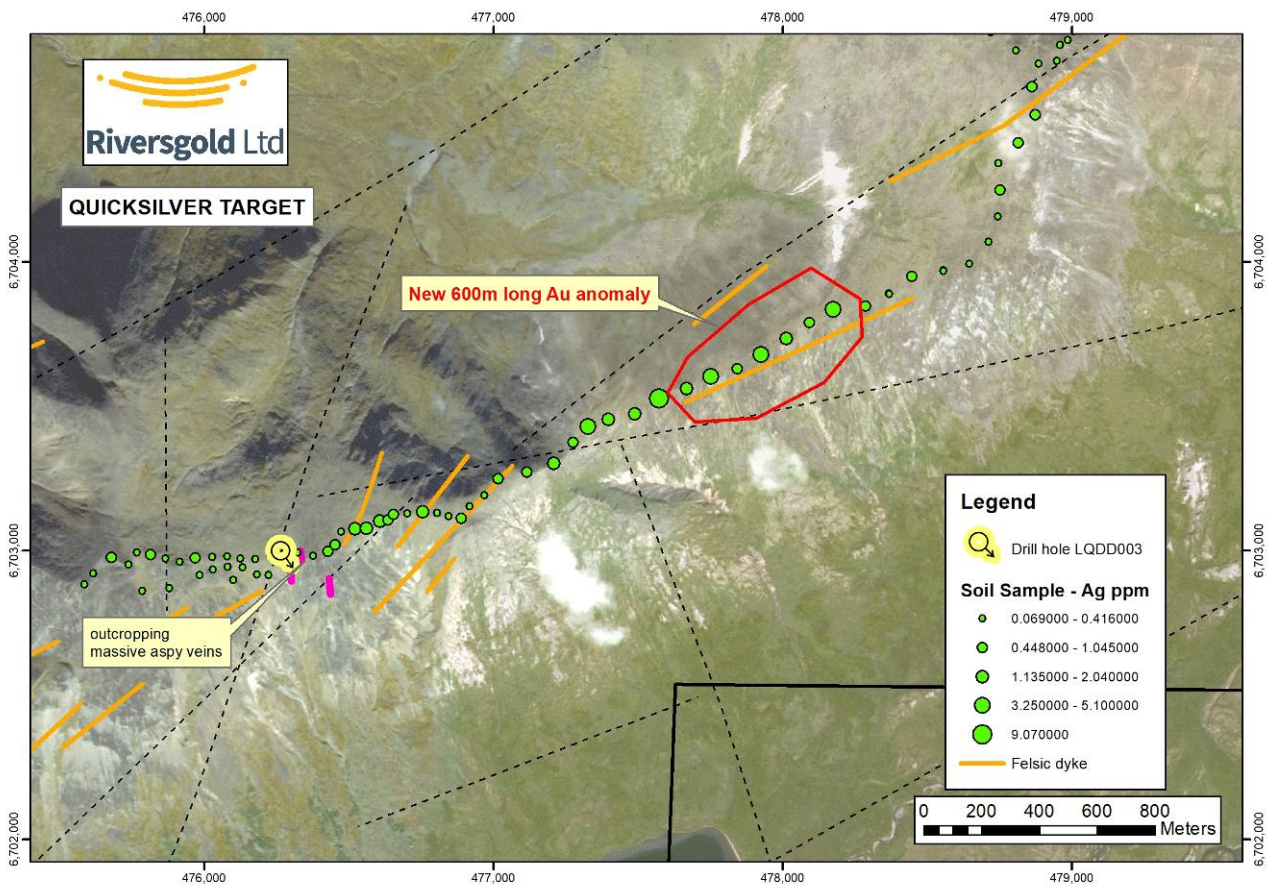 476,000
477,000
478,000
479,000
Riversgold Ltd
QUICKSILVER TARGET
6,704,000
6,704,000
New 600m long Au anomaly
6,703,000
6,703,000
outcropping
massive aspy veins
Legend
Drill hole LQDD003
Soil Sample - Ag ppm
0.069000 - 0.416000
0.448000 - 1.045000
1.135000 - 2.040000
3.250000 - 5.100000
9.070000
Felsic dyke
0 200 400 600 800
Meters
6,702,000
6,702,000
476,000
477,000
478,000
479,000